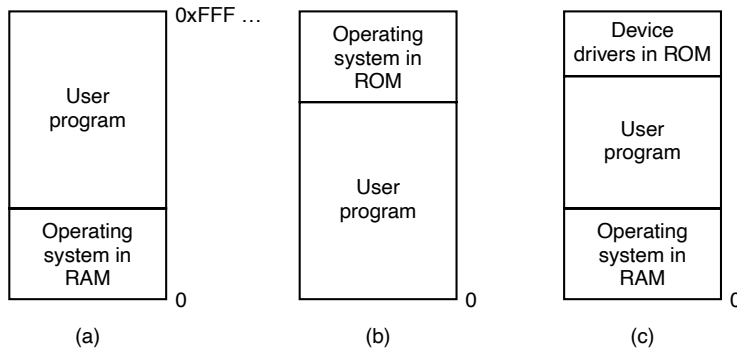 0xFFF …
User
program
Operating
system in
RAM
0
(a)
Operating
system in
ROM
User
program
0
(b)
Device
drivers in ROM
User
program
Operating
system in
RAM
0
(c)